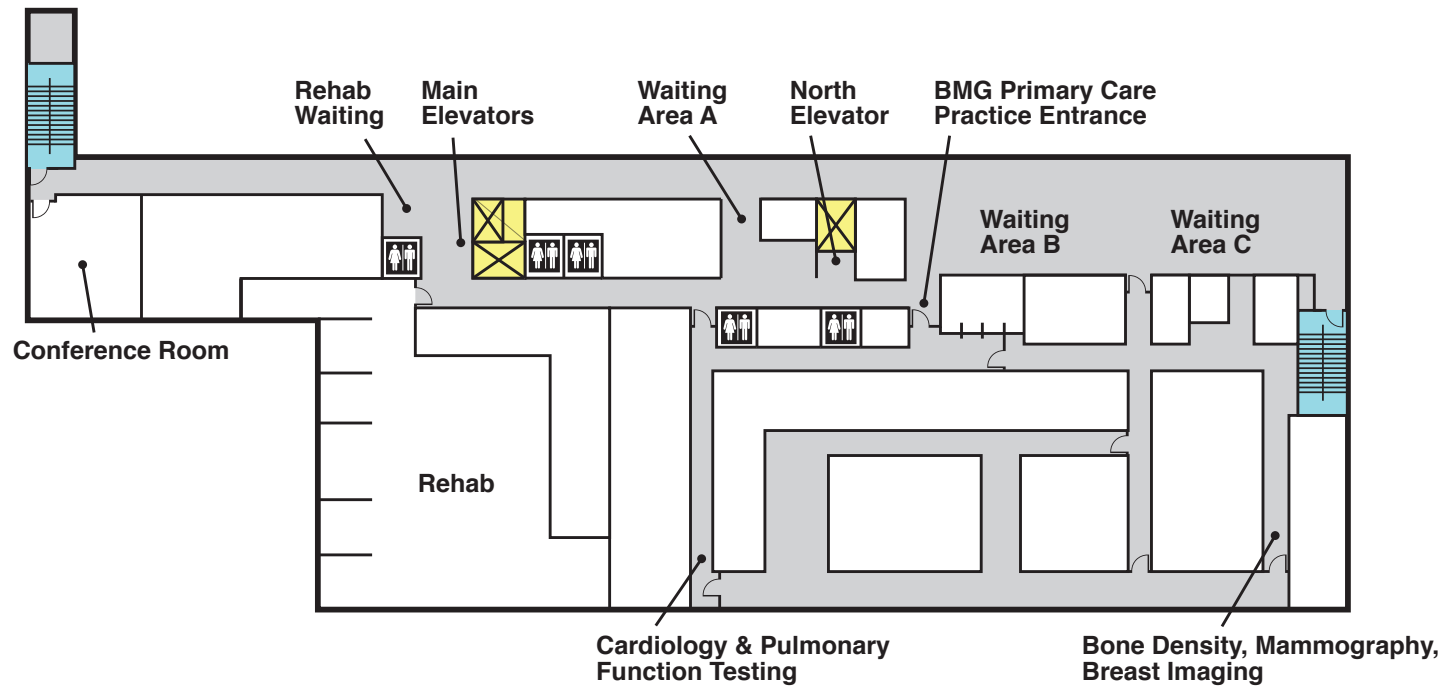 Rehab
Waiting
Main
Elevators
Waiting
Area A
North
Elevator
BMG Primary Care
Practice Entrance
Waiting
Area B
Waiting
Area C
Conference Room
Rehab
Cardiology & Pulmonary
Function Testing
Bone Density, Mammography,
Breast Imaging